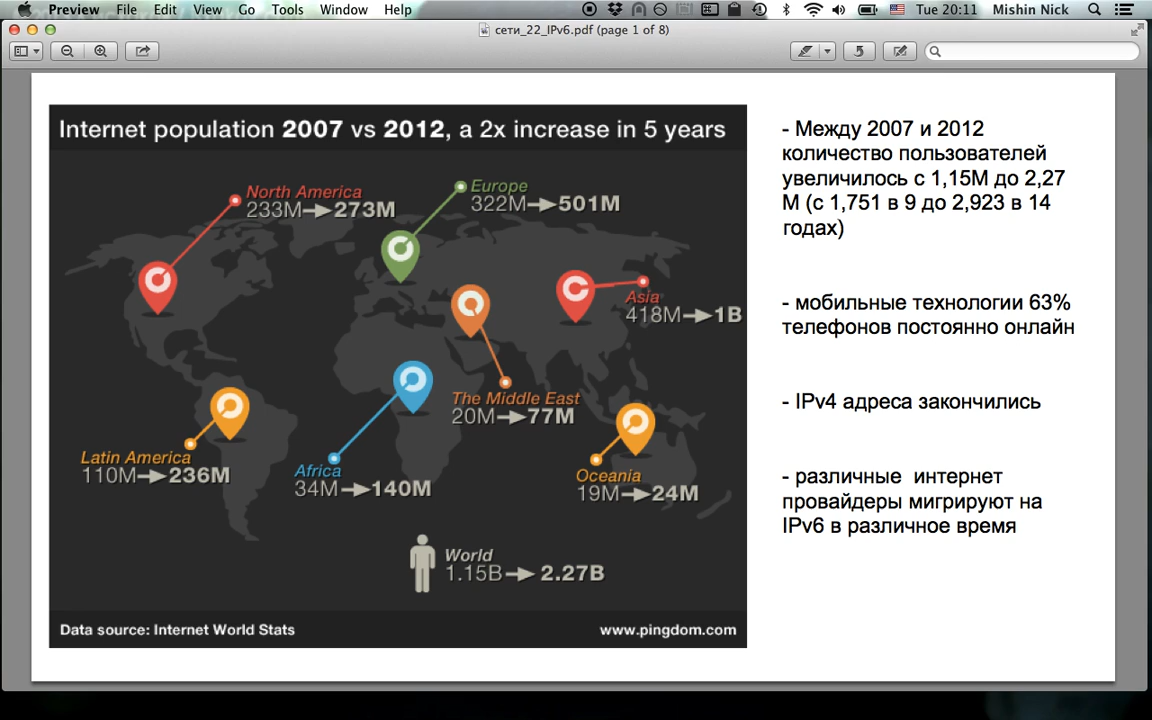 Preview File Edit View Go Tools Window Help Tue 20:11 Mishin Nick
сети_22_IPv6.pdf (page 1 of 8)
Internet population 2007 vs 2012, a 2x increase in 5 years
North America
233M→273M
Europe
322M→501M
Asia
418M→1B
The Middle East
20M→77M
Latin America
110M→236M
Africa
34M→140M
Oceania
19M→24M
World
1.15B→2.27B
Data source: Internet World Stats
www.pingdom.com
- Между 2007 и 2012
количество пользователей
увеличилось с 1,15М до 2,27
М (с 1,751 в 9 до 2,923 в 14
годах)
- мобильные технологии 63%
телефонов постоянно онлайн
- IPv4 адреса закончились
- различные интернет
провайдеры мигрируют на
IPv6 в различное время